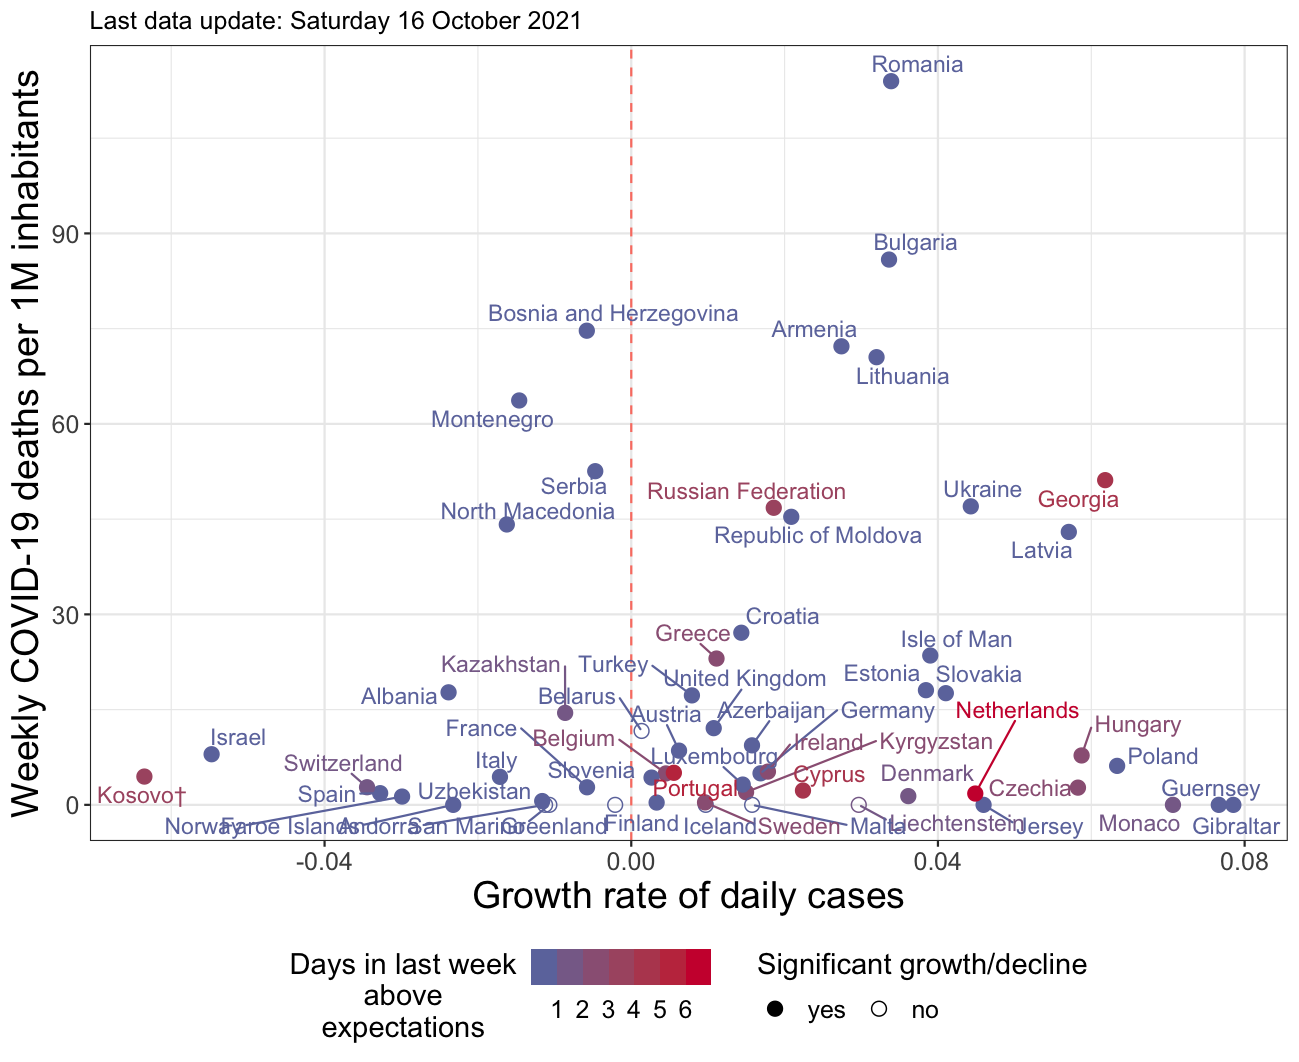 Last data update: Saturday 16 October 2021
Weekly COVID-19 deaths per 1M inhabitants
Romania
90
Bulgaria
Bosnia and Herzegovina
Armenia
Lithuania
60
Montenegro
Serbia
Russian Federation
Ukraine
Georgia
North Macedonia
Republic of Moldova
Latvia
30
Croatia
Greece
Isle of Man
Kazakhstan
Turkey
United Kingdom
Estonia
Slovakia
Albania
Belarus
Austria
Azerbaijan
Germany
Netherlands
Hungary
Israel
France
Belgium
Ireland
Kyrgyzstan
Switzerland
Italy
Slovenia
Luxembourg
Cyprus
Denmark
Poland
Kosovo†
Spain
Uzbekistan
Portugal
Czechia
Guernsey
0
Norway
Faroe Islands
Andorra
San Marino
Greenland
Finland
Iceland
Sweden
Malta
Liechtenstein
Jersey
Monaco
Gibraltar
-0.04
0.00
0.04
0.08
Growth rate of daily cases
Days in last week
above
expectations
1 2 3 4 5 6
Significant growth/decline
yes
no